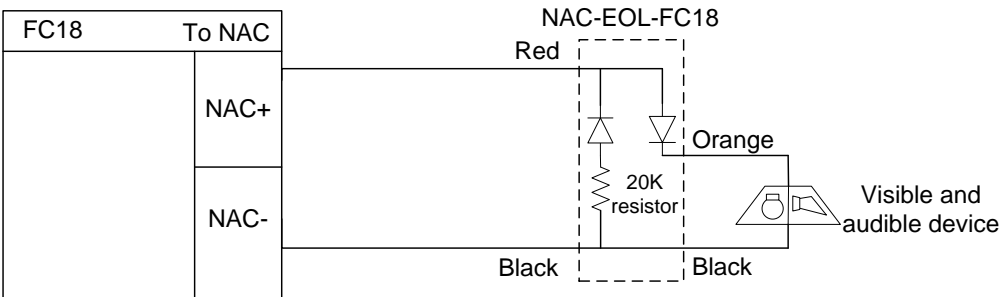 FC18
To NAC
NAC+
NAC-
NAC-EOL-FC18
Red
Orange
20K
resistor
Visible and
audible device
Black
Black